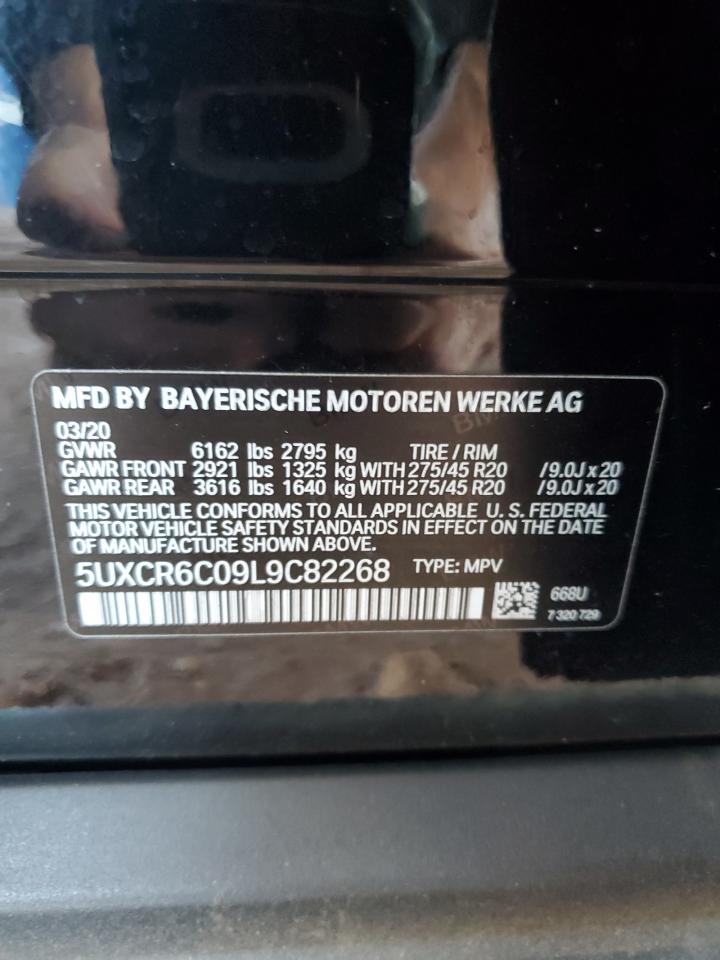 MFD BY BAYERISCHE MOTOREN WERKE AG
03/20
GVWR 6162 lbs 2795 kg TIRE / RIM
GAWR FRONT 2921 lbs 1325 kg WITH 275/45 R20 /9.0J x 20
GAWR REAR 3616 lbs 1640 kg WITH 275/45 R20 /9.0J x 20
THIS VEHICLE CONFORMS TO ALL APPLICABLE U. S. FEDERAL
MOTOR VEHICLE SAFETY STANDARDS IN EFFECT ON THE DATE
OF MANUFACTURE SHOWN ABOVE.
5UXCR6C09L9C82268 TYPE: MPV
668U
7 320 729